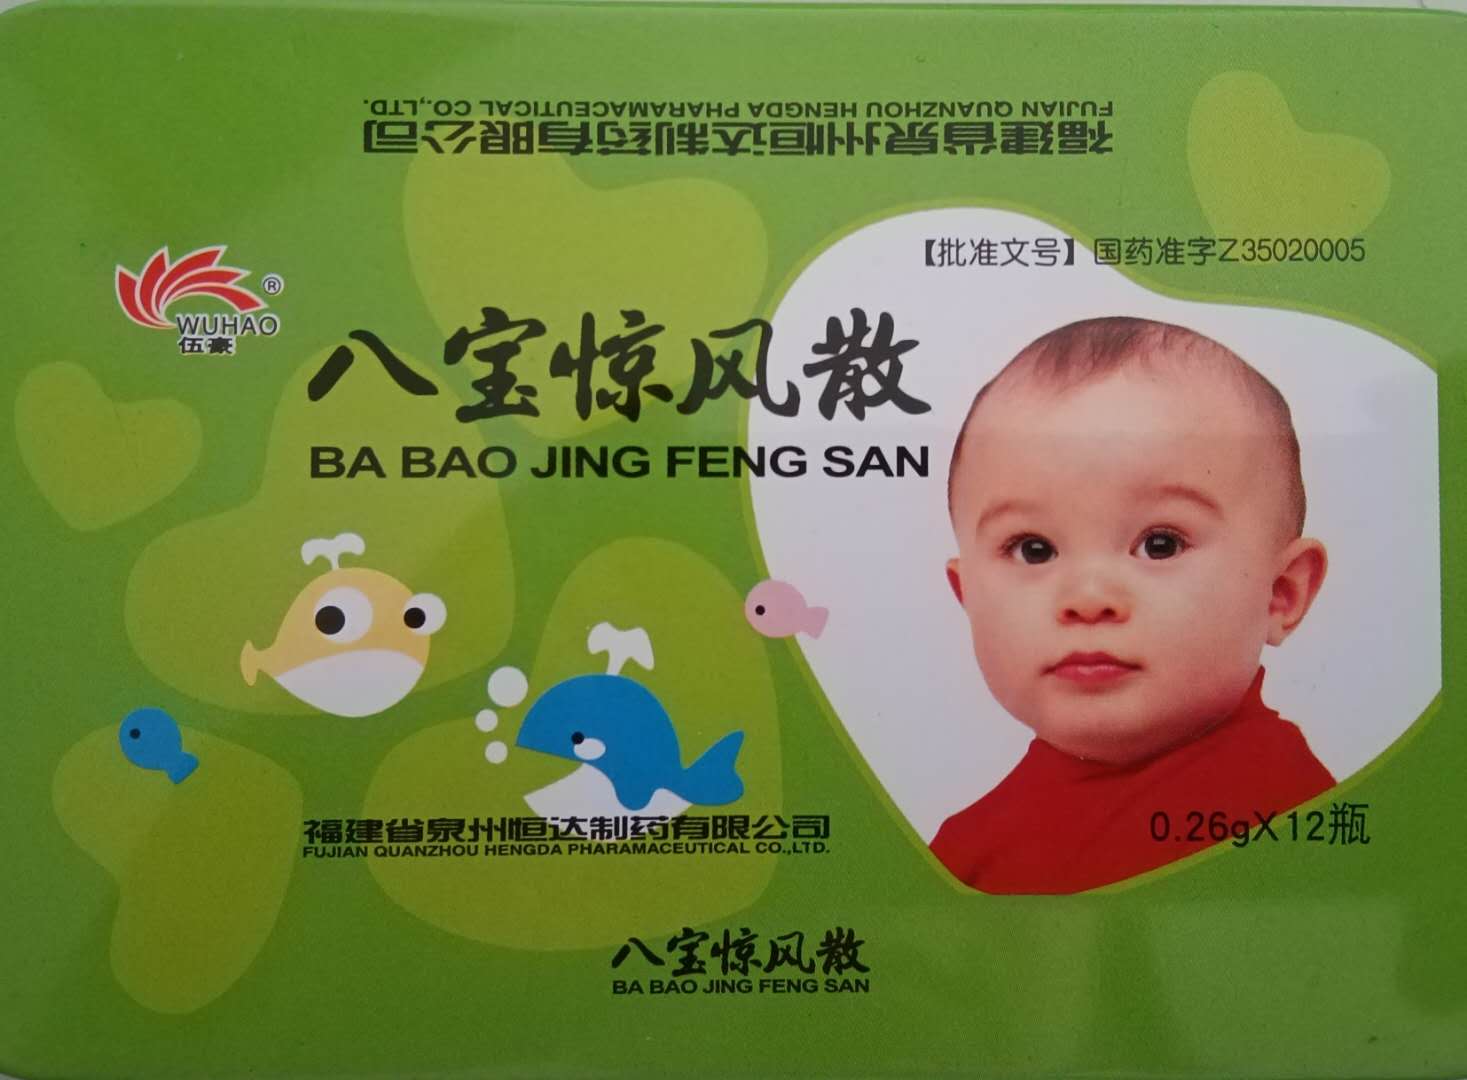 FUJIAN QUANZHOU HENGDA PHARAMACEUTICAL CO.,LTD.
福建省泉州恒达制药有限公司
【批准文号】国药准字Z35020005
®
WUHAO
伍豪
八宝惊风散
BA BAO JING FENG SAN
福建省泉州恒达制药有限公司
FUJIAN QUANZHOU HENGDA PHARAMACEUTICAL CO.,LTD.
0.26gX12瓶
八宝惊风散
BA BAO JING FENG SAN